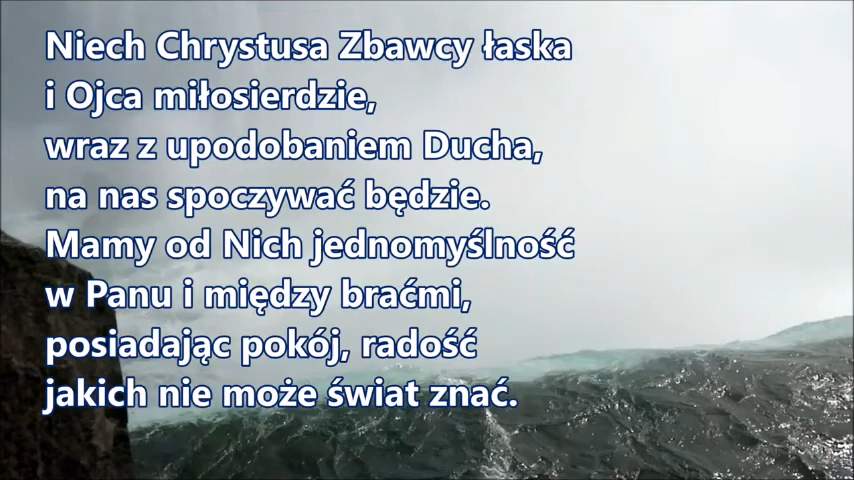 Niech Chrystusa Zbawcy łaska
i Ojca miłosierdzie,
wraz z upodobaniem Ducha,
na nas spoczywać będzie.
Mamy od Nich jednomyślność
w Panu i między braćmi,
posiadając pokój, radość
jakich nie może świat znać.